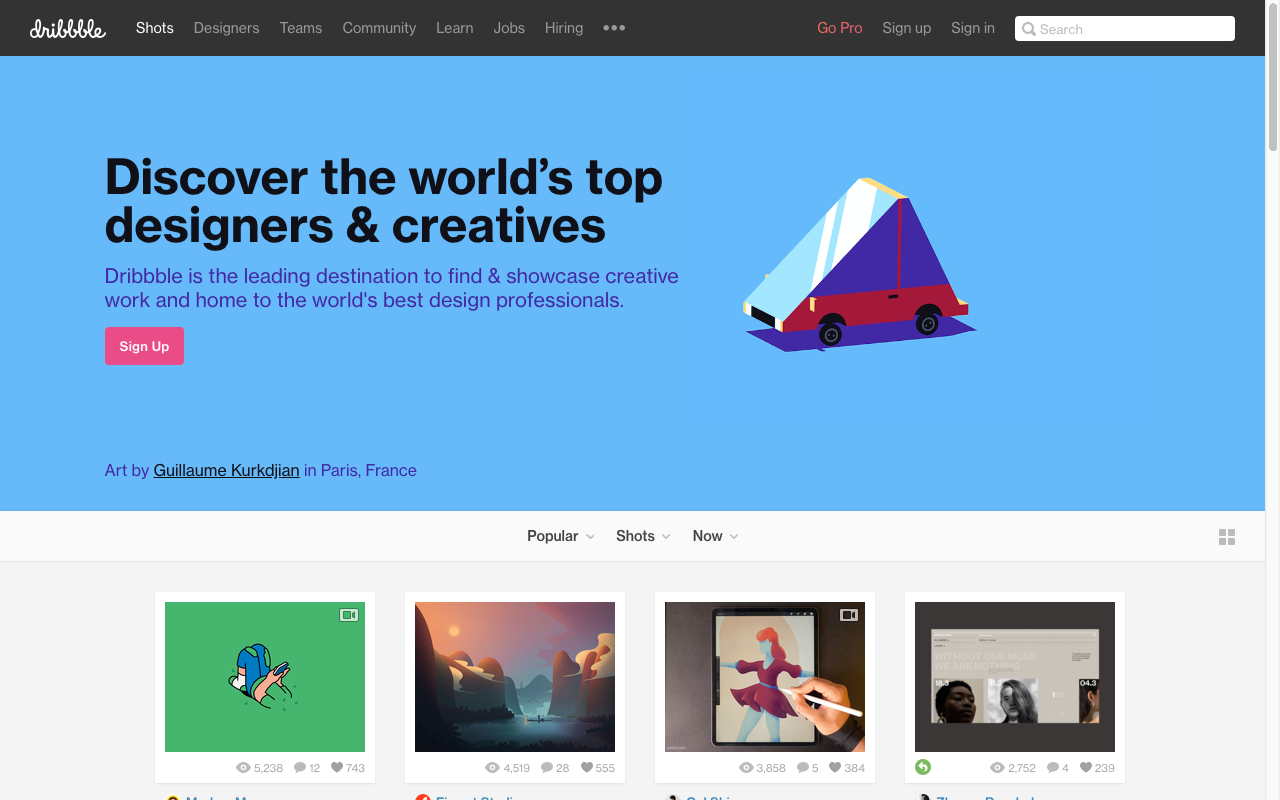 dribbble Shots Designers Teams Community Learn Jobs Hiring Go Pro Sign up Sign in Search
Discover the world’s top
designers & creatives
Dribbble is the leading destination to find & showcase creative
work and home to the world's best design professionals.
Sign Up
Art by Guillaume Kurkdjian in Paris, France
Popular Shots Now
WITHOUT OUR MUSE
WE ARE NOTHING
18.3 04.3
5,238 12 743 4,519 28 555 3,858 5 384 2,752 4 239